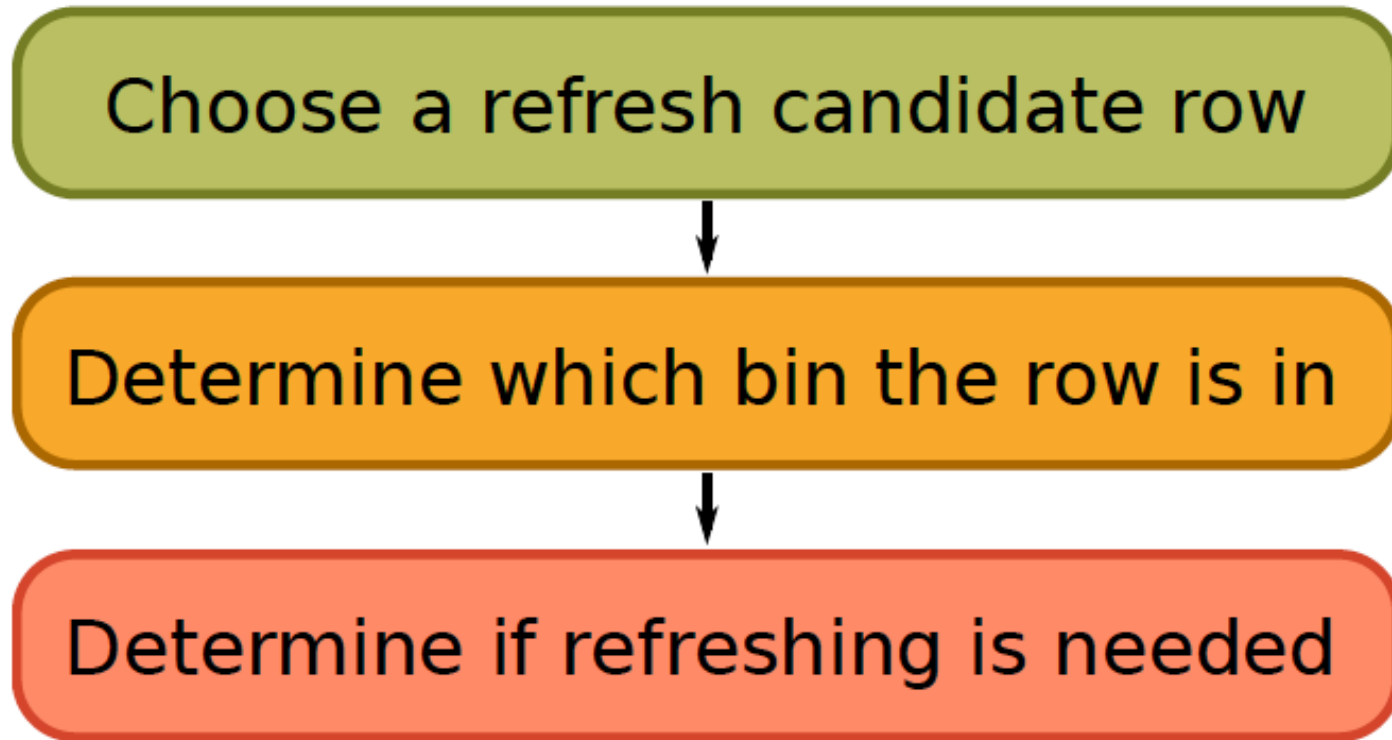 Choose a refresh candidate row
Determine which bin the row is in
Determine if refreshing is needed